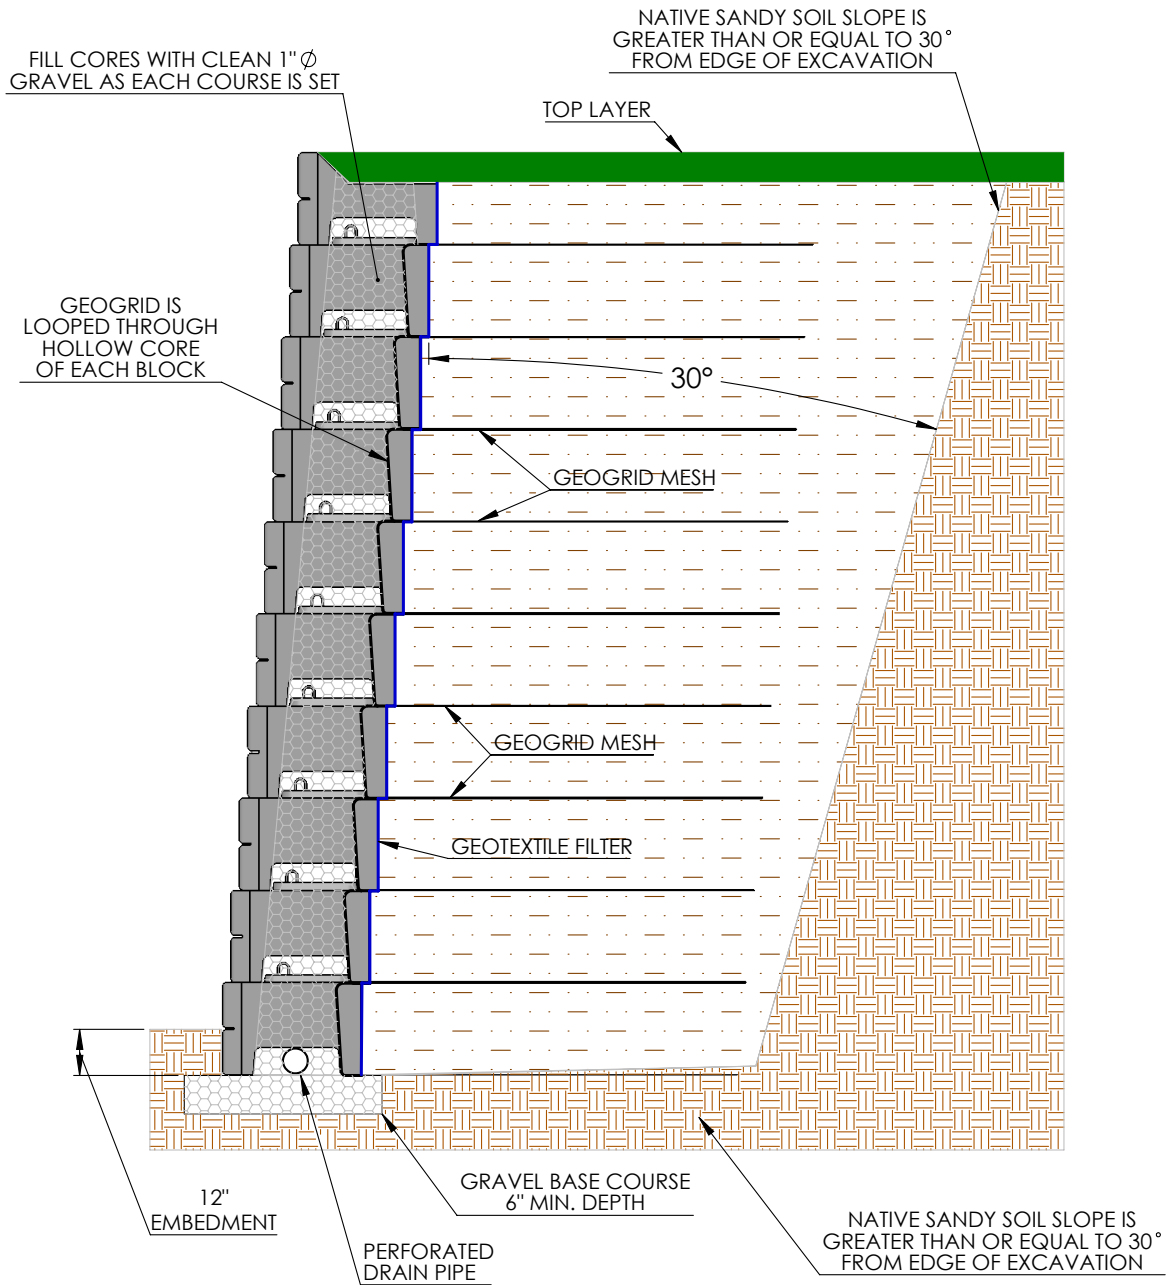 NATIVE SANDY SOIL SLOPE IS
GREATER THAN OR EQUAL TO 30°
FROM EDGE OF EXCAVATION
FILL CORES WITH CLEAN 1" Ø
GRAVEL AS EACH COURSE IS SET
TOP LAYER
GEOGRID IS
LOOPED THROUGH
HOLLOW CORE
OF EACH BLOCK
30°
GEOGRID MESH
GEOGRID MESH
GEOTEXTILE FILTER
12"
EMBEDMENT
GRAVEL BASE COURSE
6" MIN. DEPTH
PERFORATED
DRAIN PIPE
NATIVE SANDY SOIL SLOPE IS
GREATER THAN OR EQUAL TO 30°
FROM EDGE OF EXCAVATION